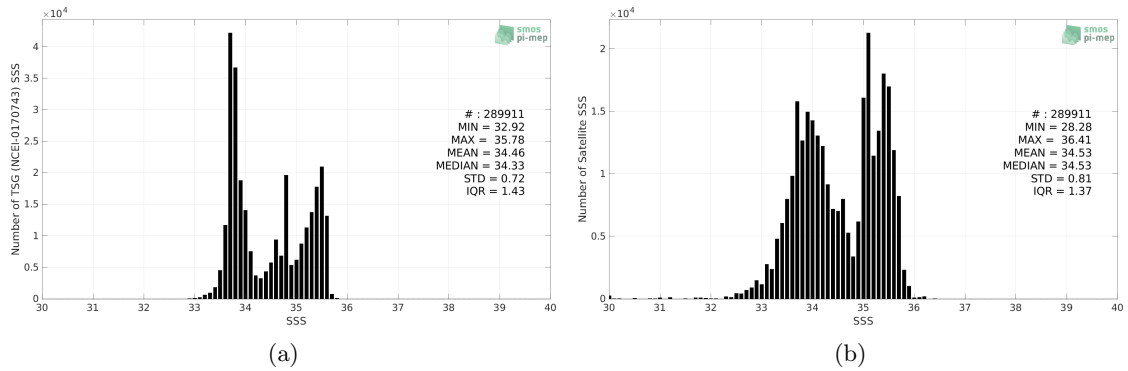 ×10⁴
4
3.5
3
2.5
2
1.5
1
0.5
0
30 31 32 33 34 35 36 37 38 39 40
SSS
Number of TSG (NCEI-0170743) SSS
smos
pi-mep
# : 289911
MIN = 32.92
MAX = 35.78
MEAN = 34.46
MEDIAN = 34.33
STD = 0.72
IQR = 1.43
(a)
×10⁴
2
1.5
1
0.5
0
30 31 32 33 34 35 36 37 38 39 40
SSS
Number of Satellite SSS
smos
pi-mep
# : 289911
MIN = 28.28
MAX = 36.41
MEAN = 34.53
MEDIAN = 34.53
STD = 0.81
IQR = 1.37
(b)